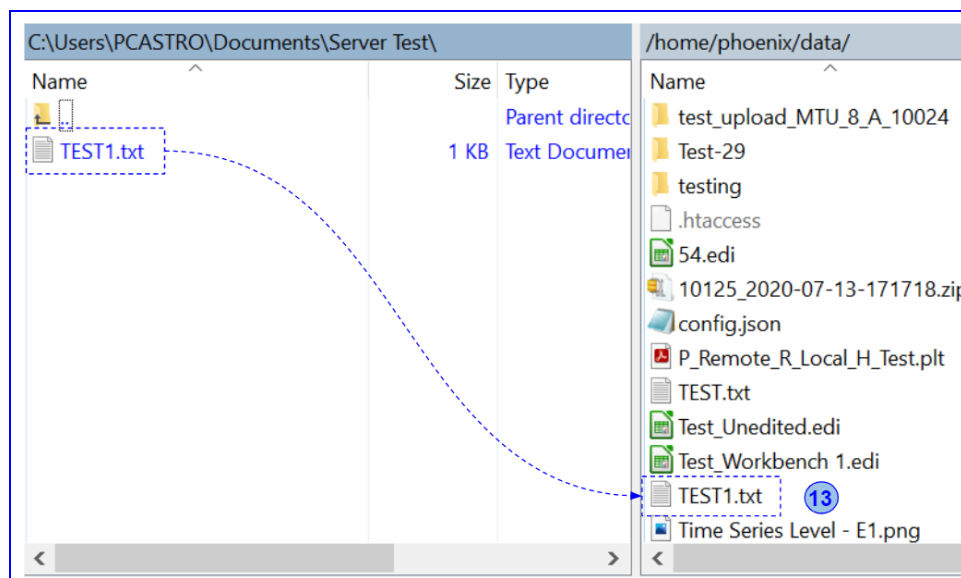 C:\Users\PCASTRO\Documents\Server Test\
Name Size Type
..
Parent directo
TEST1.txt 1 KB Text Documen
/home/phoenix/data/
Name
test_upload_MTU_8_A_10024
Test-29
testing
.htaccess
54.edi
10125_2020-07-13-171718.zip
config.json
P_Remote_R_Local_H_Test.plt
TEST.txt
Test_Unedited.edi
Test_Workbench 1.edi
TEST1.txt 13
Time Series Level - E1.png